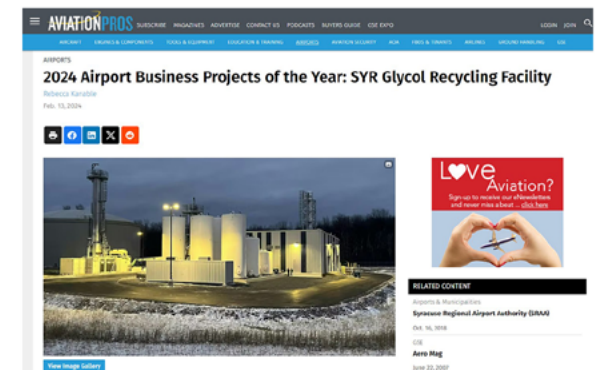 AVIATIONPROS SUBSCRIBE MAGAZINES ADVERTISE CONTACT US PODCASTS BUYERS GUIDE GSE EXPO LOGIN JOIN
AIRCRAFT ENGINES & COMPONENTS TOOLS & EQUIPMENT EDUCATION & TRAINING AIRPORTS AVIATION SECURITY AOA FBOS & TENANTS AIRLINES GROUND HANDLING GSE
AIRPORTS
2024 Airport Business Projects of the Year: SYR Glycol Recycling Facility
Rebecca
Feb. 13, 2024
View Image Gallery
Love
Aviation?
Sign-up to receive our eNewsletters
and never miss a beat ... click here
RELATED CONTENT
Airports & Municipalities
Syracuse Regional Airport Authority (SRAA)
Oct. 16, 2018
GSE
Aero Mag
June 22, 2007